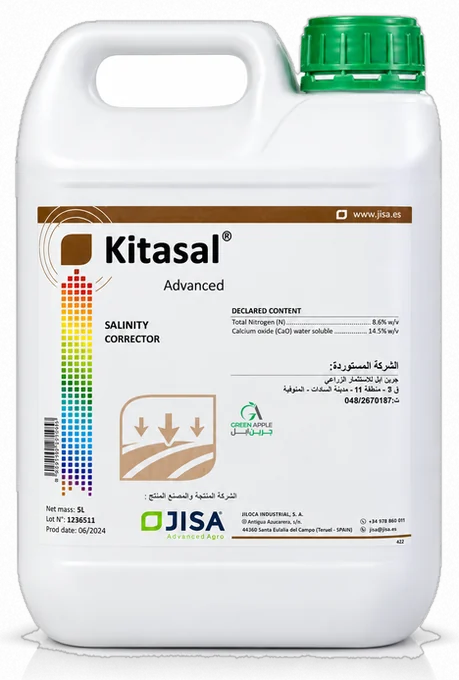 www.jisa.es
Kitasal®
Advanced
SALINITY
CORRECTOR
DECLARED CONTENT
Total Nitrogen (N) ........ 8.6% w/v
Calcium oxide (CaO) water soluble ........ 14.5% w/v
الشركة المستوردة:
جرين ابل للاستثمار الزراعي
ق 3 - منطقة 11 - مدينة السادات - المنوفية
ت:048/2670187
GA
GREEN APPLE
جرين ابل
الشركة المنتجة والمصنع المنتج :
Net mass: 5L
Lot N°: 1236511
Prod date: 06/2024
JISA®
Advanced Agro
JILOCA INDUSTRIAL, S. A.
Antigua Azucarera, s/n.
44360 Santa Eulalia del Campo (Teruel - SPAIN)
+34 978 860 011
jisa@jisa.es
422